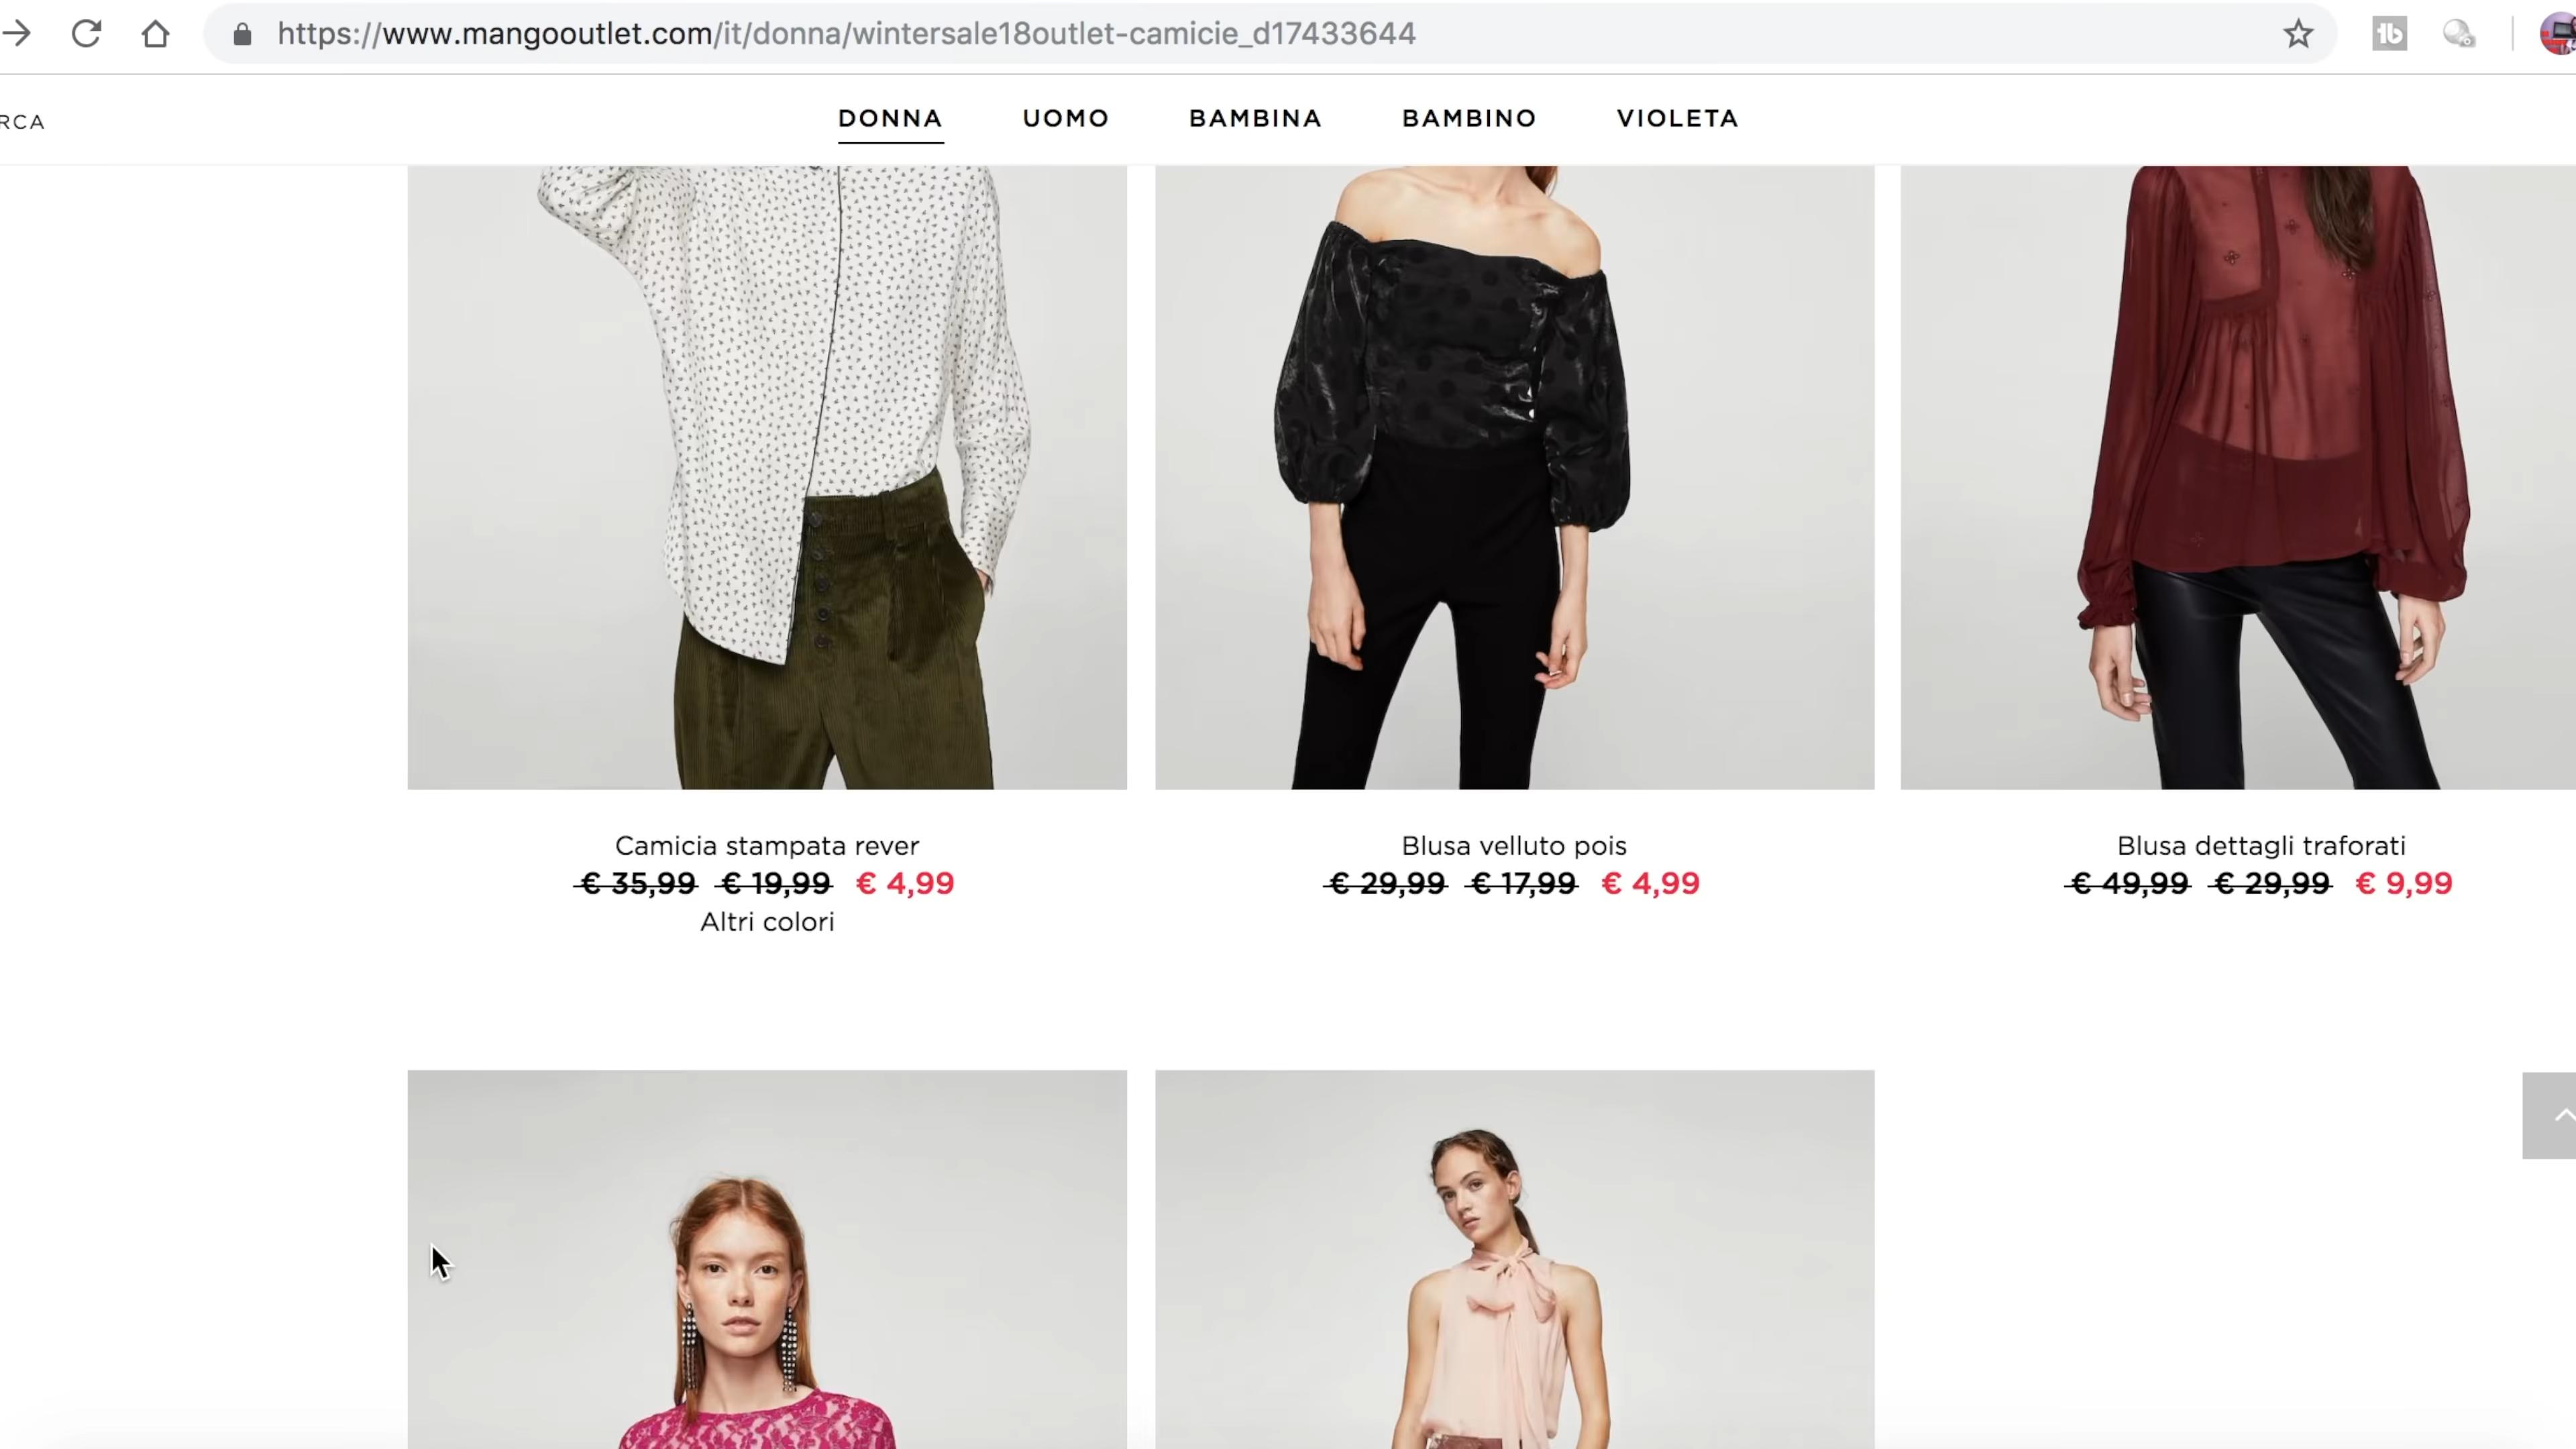 https://www.mangooutlet.com/it/donna/wintersale18outlet-camicie_d17433644
RCA
DONNA UOMO BAMBINA BAMBINO VIOLETA
Camicia stampata rever
€ 35,99 € 19,99 € 4,99
Altri colori
Blusa velluto pois
€ 29,99 € 17,99 € 4,99
Blusa dettagli traforati
€ 49,99 € 29,99 € 9,99